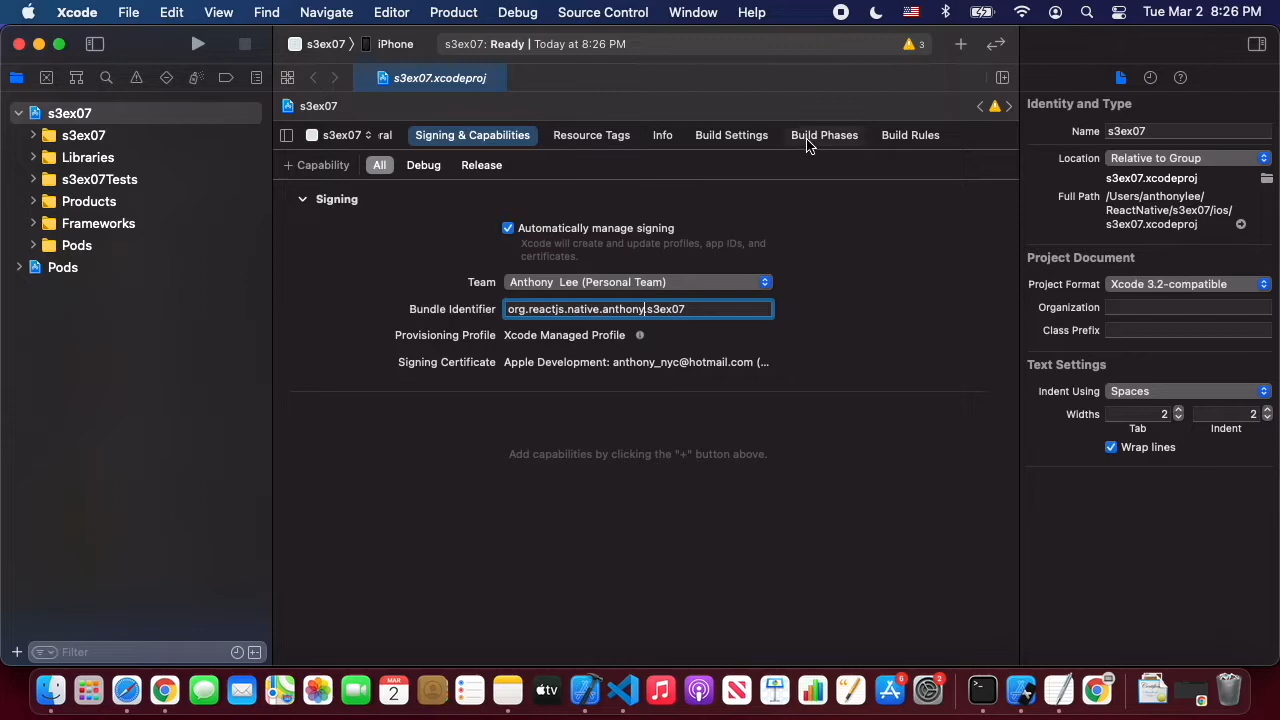 Xcode File Edit View Find Navigate Editor Product Debug Source Control Window Help Tue Mar 2 8:26 PM
s3ex07 iPhone s3ex07: Ready | Today at 8:26 PM 3
s3ex07.xcodeproj
s3ex07
s3ex07
Libraries
s3ex07Tests
Products
Frameworks
Pods
Pods
Filter
s3ex07
s3ex07 ral Signing & Capabilities Resource Tags Info Build Settings Build Phases Build Rules
+ Capability All Debug Release
Signing
Automatically manage signing
Xcode will create and update profiles, app IDs, and
certificates.
Team Anthony Lee (Personal Team)
Bundle Identifier org.reactjs.native.anthony.s3ex07
Provisioning Profile Xcode Managed Profile
Signing Certificate Apple Development: anthony_nyc@hotmail.com (...
Add capabilities by clicking the "+" button above.
Identity and Type
Name s3ex07
Location Relative to Group
s3ex07.xcodeproj
Full Path /Users/anthonylee/
ReactNative/s3ex07/ios/
s3ex07.xcodeproj
Project Document
Project Format Xcode 3.2-compatible
Organization
Class Prefix
Text Settings
Indent Using Spaces
Widths 2 2
Tab Indent
Wrap lines
MAR
2
tv
6
2